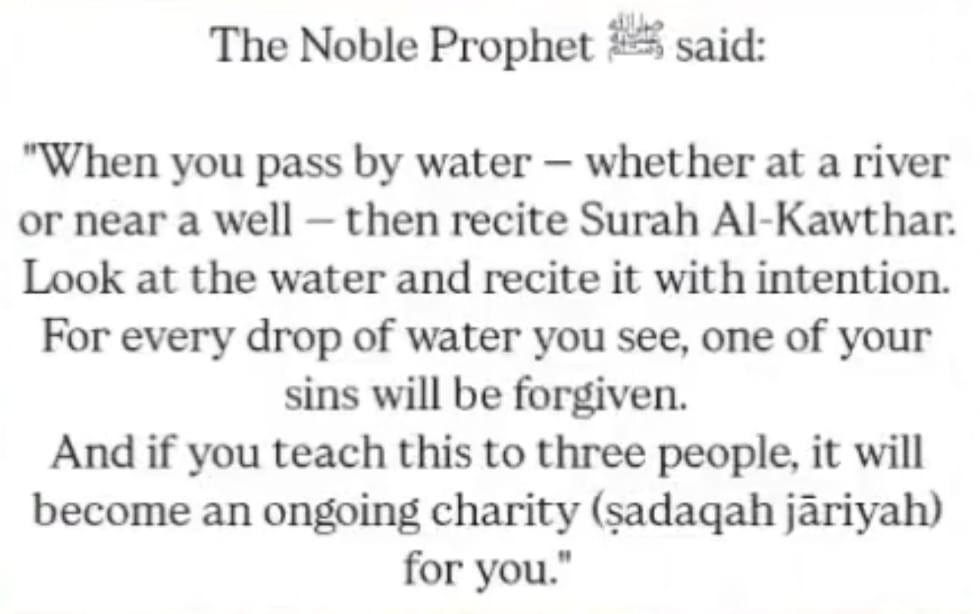 The Noble Prophet ﷺ said:
"When you pass by water – whether at a river
or near a well – then recite Surah Al-Kawthar.
Look at the water and recite it with intention.
For every drop of water you see, one of your
sins will be forgiven.
And if you teach this to three people, it will
become an ongoing charity (ṣadaqah jāriyah)
for you."